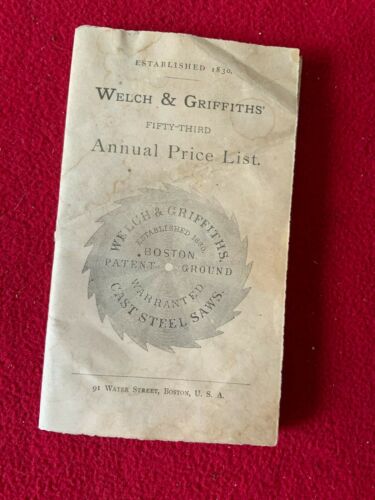 ESTABLISHED 1830.
WELCH & GRIFFITHS'
FIFTY-THIRD
Annual Price List.
WELCH & GRIFFITHS.
ESTABLISHED 1830.
BOSTON
PATENT GROUND
WARRANTED
CAST STEEL SAWS.
91 WATER STREET, BOSTON, U. S. A.